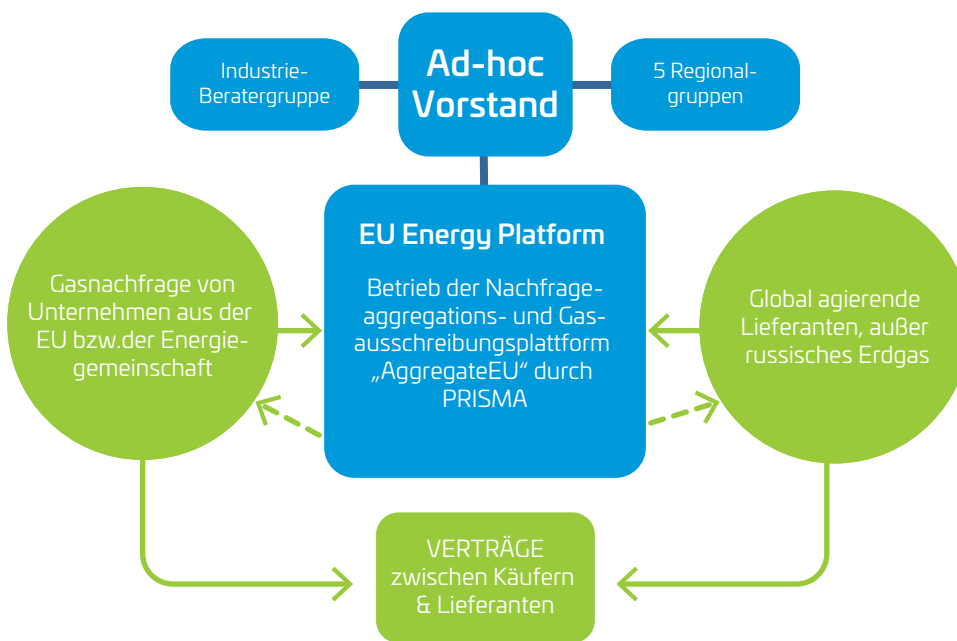 Industrie-
Beratergruppe
Ad-hoc
Vorstand
5 Regional-
gruppen
Gasnachfrage von
Unternehmen aus der
EU bzw.der Energie-
gemeinschaft
EU Energy Platform
Betrieb der Nachfrage-
aggregations- und Gas-
ausschreibungsplattform
„AggregateEU“ durch
PRISMA
Global agierende
Lieferanten, außer
russisches Erdgas
VERTRÄGE
zwischen Käufern
& Lieferanten